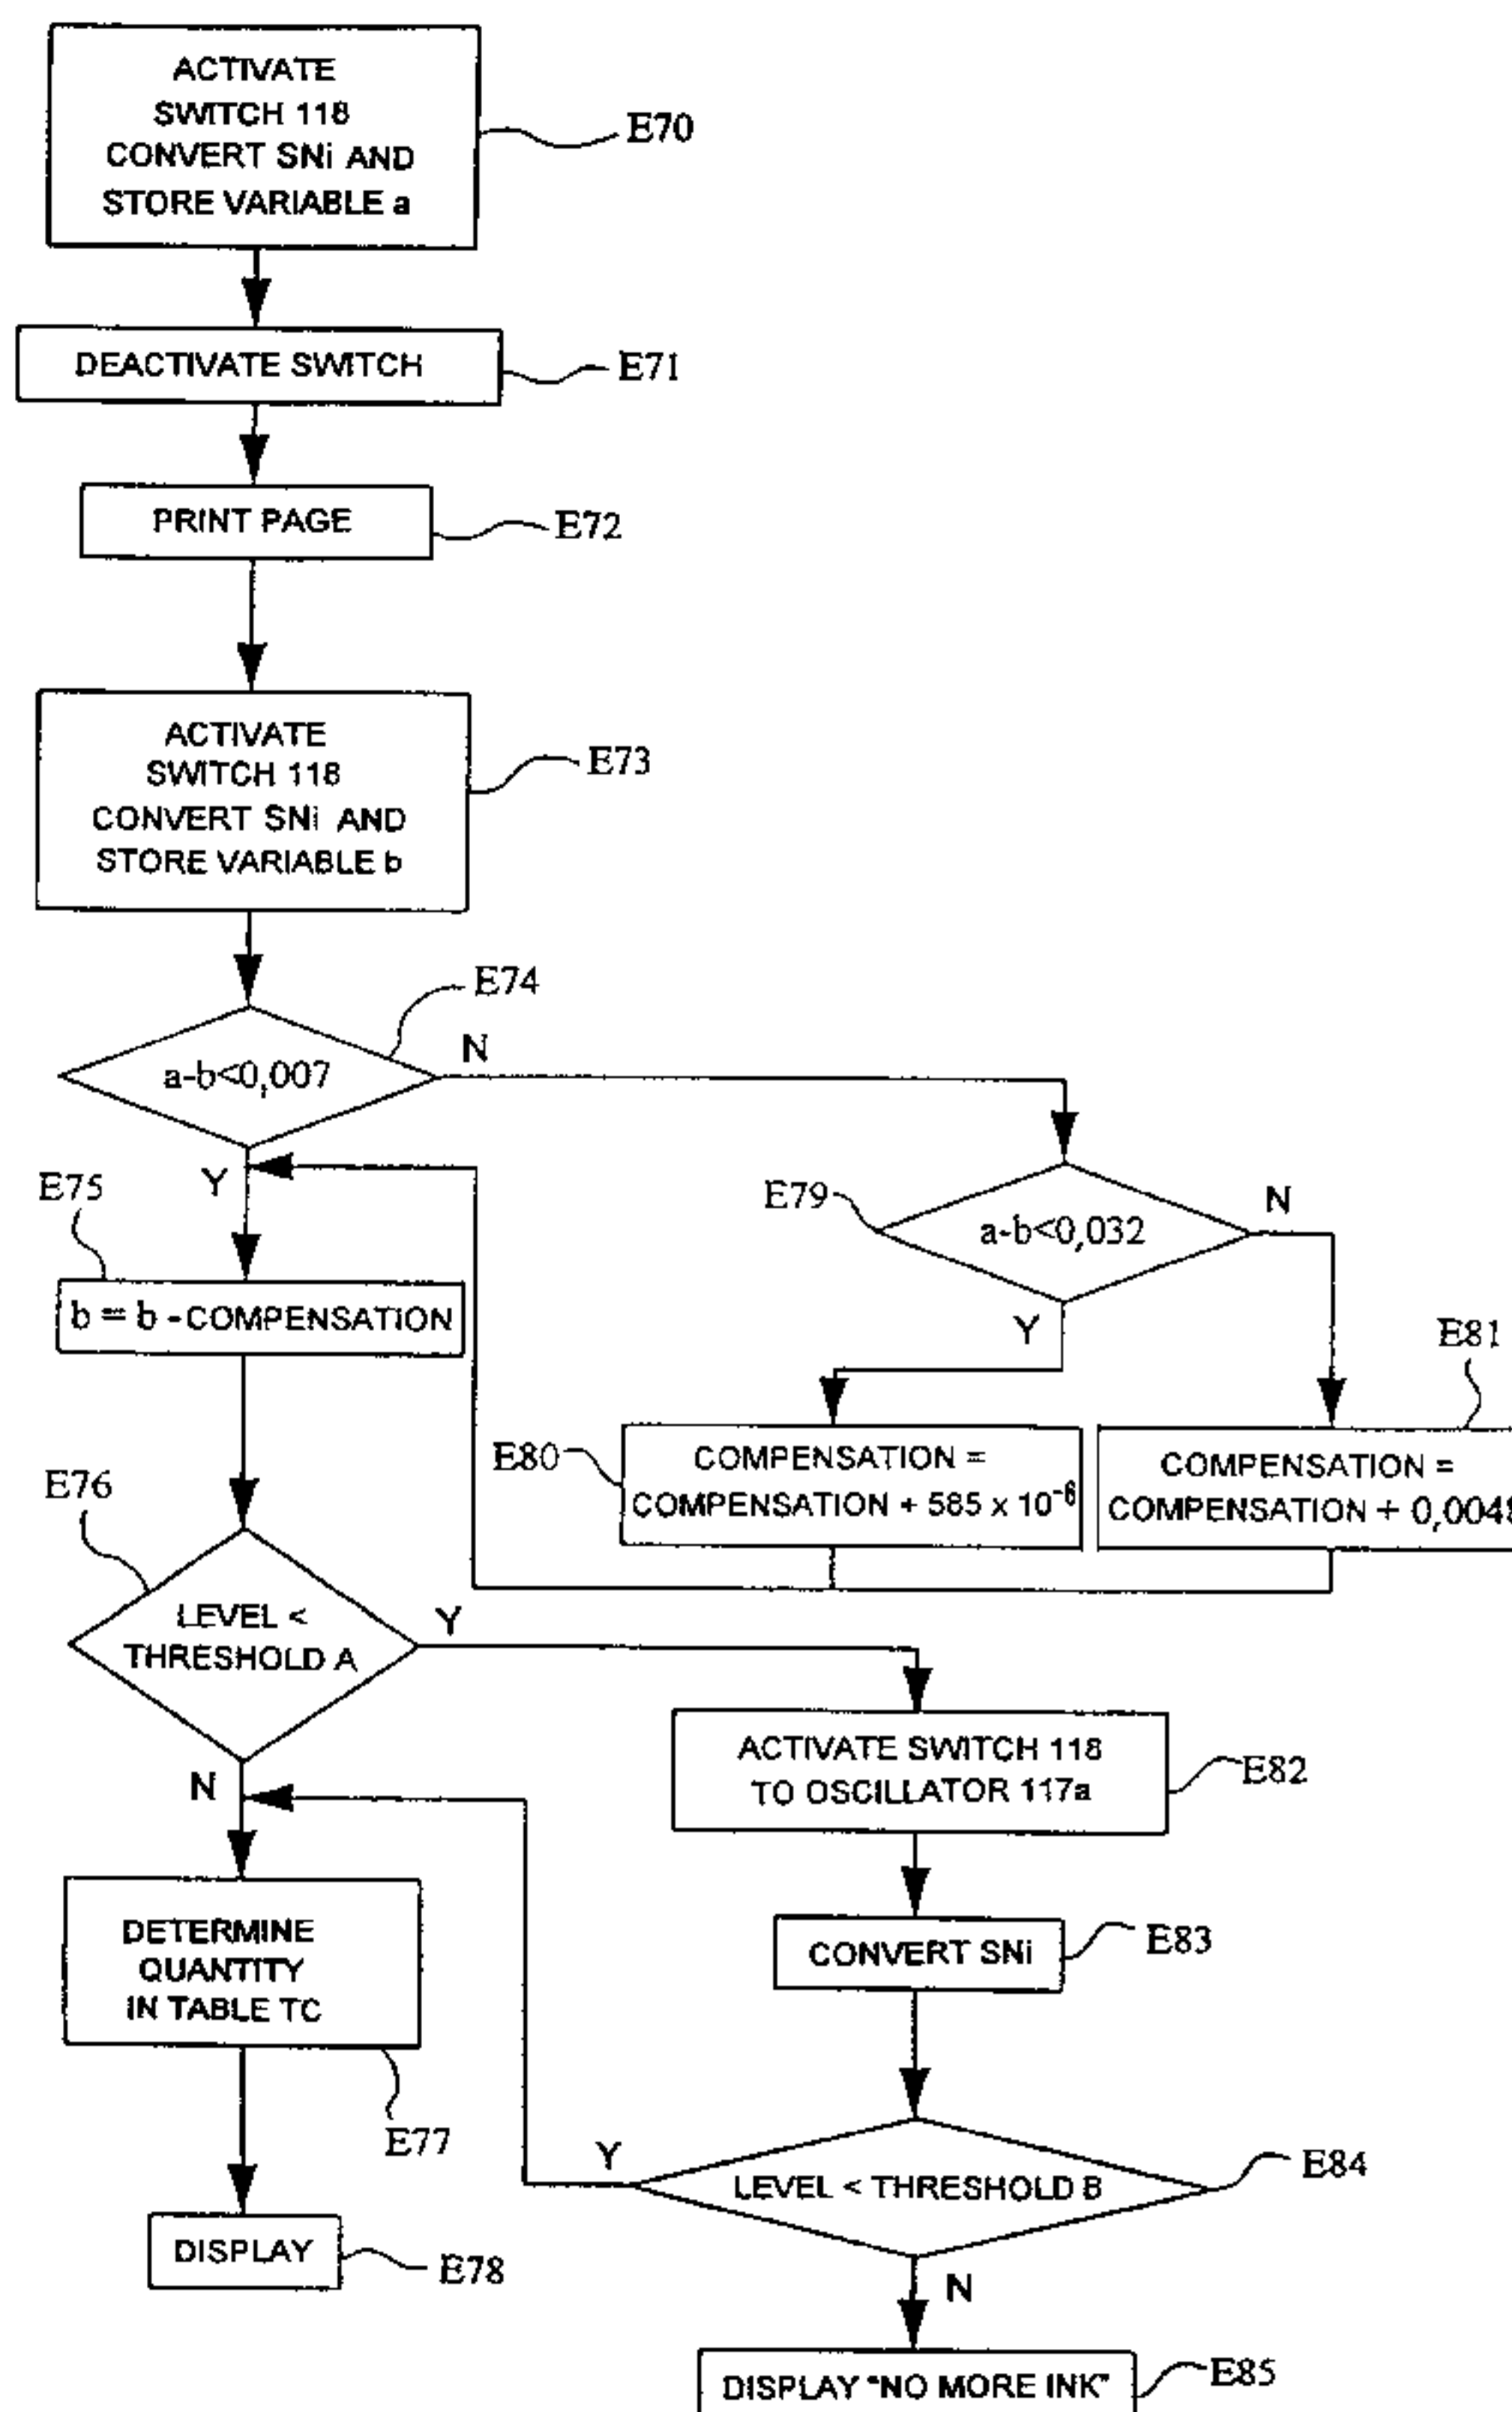 ACTIVATE
SWITCH 118
CONVERT SNi AND
STORE VARIABLE a
E70
DEACTIVATE SWITCH
E71
PRINT PAGE
E72
ACTIVATE
SWITCH 118
CONVERT SNi AND
STORE VARIABLE b
E73
E74
a-b<0,007
N
Y
E75
b = b - COMPENSATION
E79
a-b<0,032
N
Y
E80
COMPENSATION =
COMPENSATION + 585 x 10⁻⁶
E81
COMPENSATION =
COMPENSATION + 0,0048
E76
LEVEL <
THRESHOLD A
Y
N
ACTIVATE SWITCH 118
TO OSCILLATOR 117a
E82
CONVERT SNi
E83
DETERMINE
QUANTITY
IN TABLE TC
E77
LEVEL < THRESHOLD B
E84
Y
N
DISPLAY
E78
DISPLAY "NO MORE INK"
E85